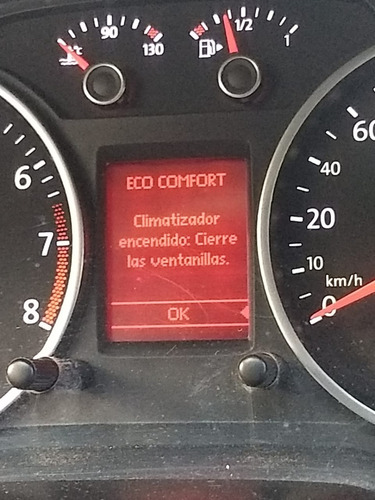 90
°C
130
1/2
1
ECO COMFORT
Climatizador
encendido: Cierre
las ventanillas.
OK
6
7
8
60
40
20
10
km/h
0